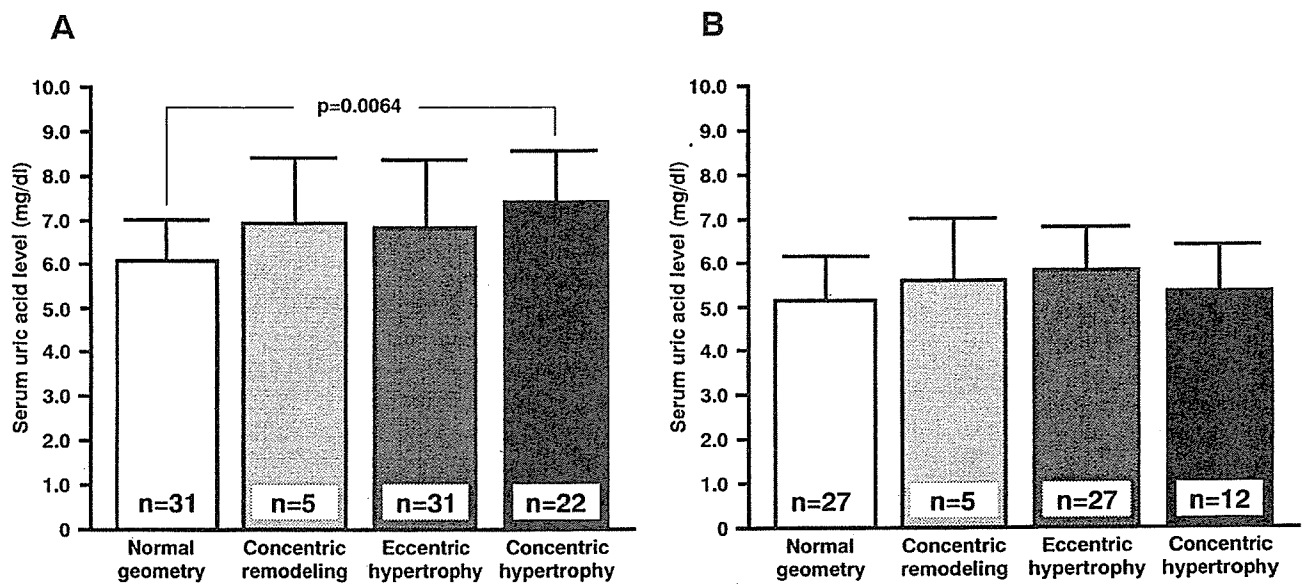 A
Serum uric acid level (mg/dl)
10.0
9.0
8.0
7.0
6.0
5.0
4.0
3.0
2.0
1.0
0
p=0.0064
n=31
n=5
n=31
n=22
Normal
geometry
Concentric
remodeling
Eccentric
hypertrophy
Concentric
hypertrophy
B
Serum uric acid level (mg/dl)
10.0
9.0
8.0
7.0
6.0
5.0
4.0
3.0
2.0
1.0
0
n=27
n=5
n=27
n=12
Normal
geometry
Concentric
remodeling
Eccentric
hypertrophy
Concentric
hypertrophy